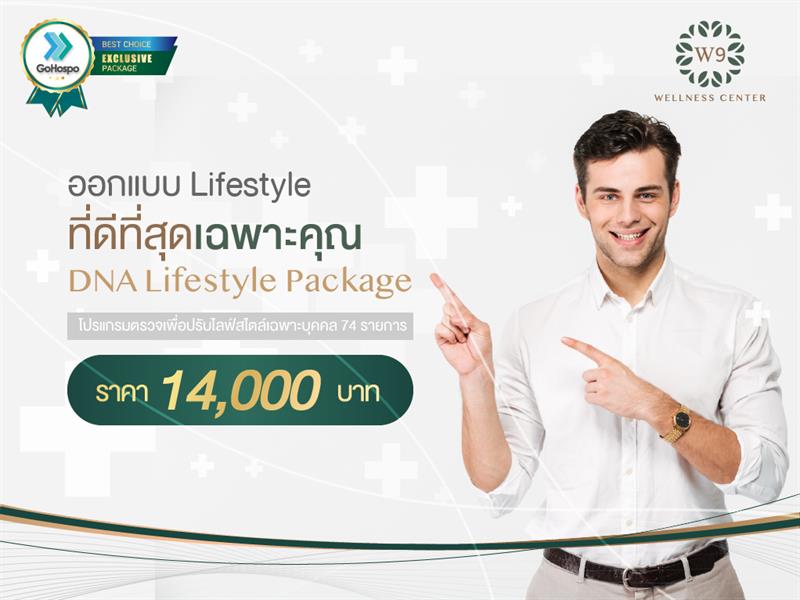 GoHospo
BEST CHOICE
EXCLUSIVE
PACKAGE
W9
WELLNESS CENTER
ออกแบบ Lifestyle
ที่ดีที่สุดเฉพาะคุณ
DNA Lifestyle Package
โปรแกรมตรวจเพื่อปรับไลฟ์สไตล์เฉพาะบุคคล 74 รายการ
ราคา 14,000 บาท